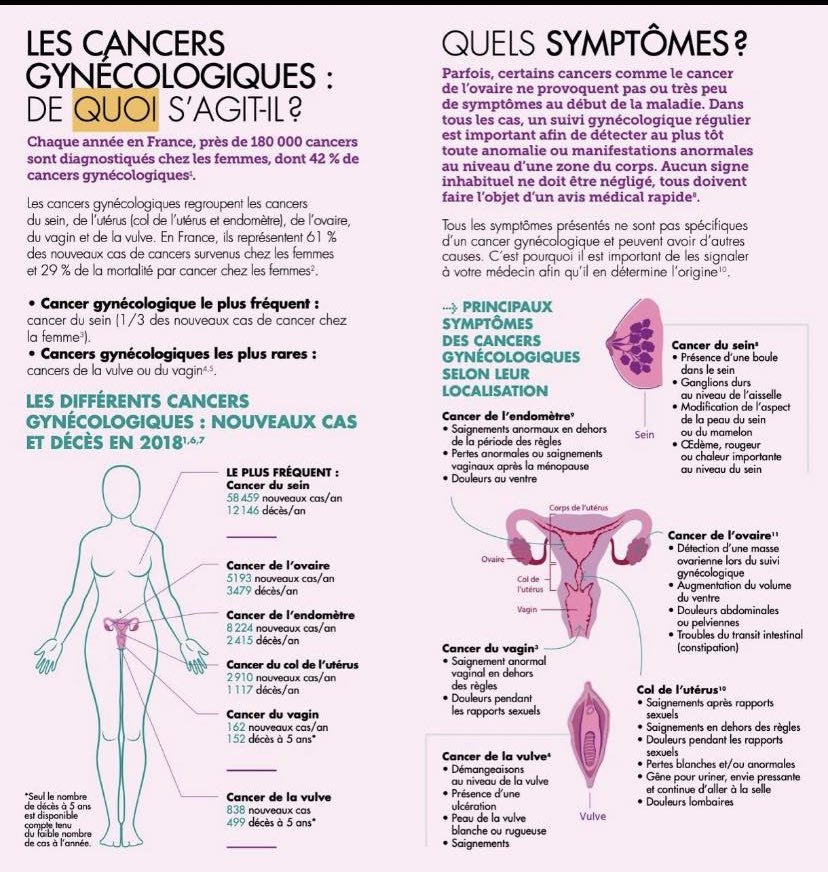 LES CANCERS
GYNÉCOLOGIQUES :
DE QUOI S'AGIT-IL ?
Chaque année en France, près de 180 000 cancers
sont diagnostiqués chez les femmes, dont 42 % de
cancers gynécologiques¹.
Les cancers gynécologiques regroupent les cancers
du sein, de l'utérus (col de l'utérus et endomètre), de l'ovaire,
du vagin et de la vulve. En France, ils représentent 61 %
des nouveaux cas de cancers survenus chez les femmes
et 29 % de la mortalité par cancer chez les femmes².
• Cancer gynécologique le plus fréquent :
cancer du sein (1/3 des nouveaux cas de cancer chez
la femme³).
• Cancers gynécologiques les plus rares :
cancers de la vulve ou du vagin⁴,⁵.
LES DIFFÉRENTS CANCERS
GYNÉCOLOGIQUES : NOUVEAUX CAS
ET DÉCÈS EN 2018¹,⁶,⁷
LE PLUS FRÉQUENT :
Cancer du sein
58 459 nouveaux cas/an
12 146 décès/an
Cancer de l'ovaire
5193 nouveaux cas/an
3479 décès/an
Cancer de l'endomètre
8 224 nouveaux cas/an
2 415 décès/an
Cancer du col de l'utérus
2 910 nouveaux cas/an
1 117 décès/an
Cancer du vagin
162 nouveaux cas/an
152 décès à 5 ans*
Cancer de la vulve
838 nouveaux cas
499 décès à 5 ans*
*Seul le nombre
de décès à 5 ans
est disponible
compte tenu
du faible nombre
de cas à l'année.
QUELS SYMPTÔMES ?
Parfois, certains cancers comme le cancer
de l'ovaire ne provoquent pas ou très peu
de symptômes au début de la maladie. Dans
tous les cas, un suivi gynécologique régulier
est important afin de détecter au plus tôt
toute anomalie ou manifestations anormales
au niveau d'une zone du corps. Aucun signe
inhabituel ne doit être négligé, tous doivent
faire l'objet d'un avis médical rapide⁸.
Tous les symptômes présentés ne sont pas spécifiques
d'un cancer gynécologique et peuvent avoir d'autres
causes. C'est pourquoi il est important de les signaler
à votre médecin afin qu'il en détermine l'origine¹⁰.
PRINCIPAUX
SYMPTÔMES
DES CANCERS
GYNÉCOLOGIQUES
SELON LEUR
LOCALISATION
Cancer de l'endomètre⁹
• Saignements anormaux en dehors
de la période des règles
• Pertes anormales ou saignements
vaginaux après la ménopause
• Douleurs au ventre
Sein
Cancer du sein⁸
• Présence d'une boule
dans le sein
• Ganglions durs
au niveau de l'aisselle
• Modification de l'aspect
de la peau du sein
ou du mamelon
• Œdème, rougeur
ou chaleur importante
au niveau du sein
Corps de l'utérus
Ovaire
Col de
l'utérus
Vagin
Cancer de l'ovaire¹¹
• Détection d'une masse
ovarienne lors du suivi
gynécologique
• Augmentation du volume
du ventre
• Douleurs abdominales
ou pelviennes
• Troubles du transit intestinal
(constipation)
Cancer du vagin³
• Saignement anormal
vaginal en dehors
des règles
• Douleurs pendant
les rapports sexuels
Col de l'utérus¹⁰
• Saignements après rapports
sexuels
• Saignements en dehors des règles
• Douleurs pendant les rapports
sexuels
• Pertes blanches et/ou anormales
• Gêne pour uriner, envie pressante
et continue d'aller à la selle
• Douleurs lombaires
Cancer de la vulve⁴
• Démangeaisons
au niveau de la vulve
• Présence d'une
ulcération
• Peau de la vulve
blanche ou rugueuse
• Saignements
Vulve